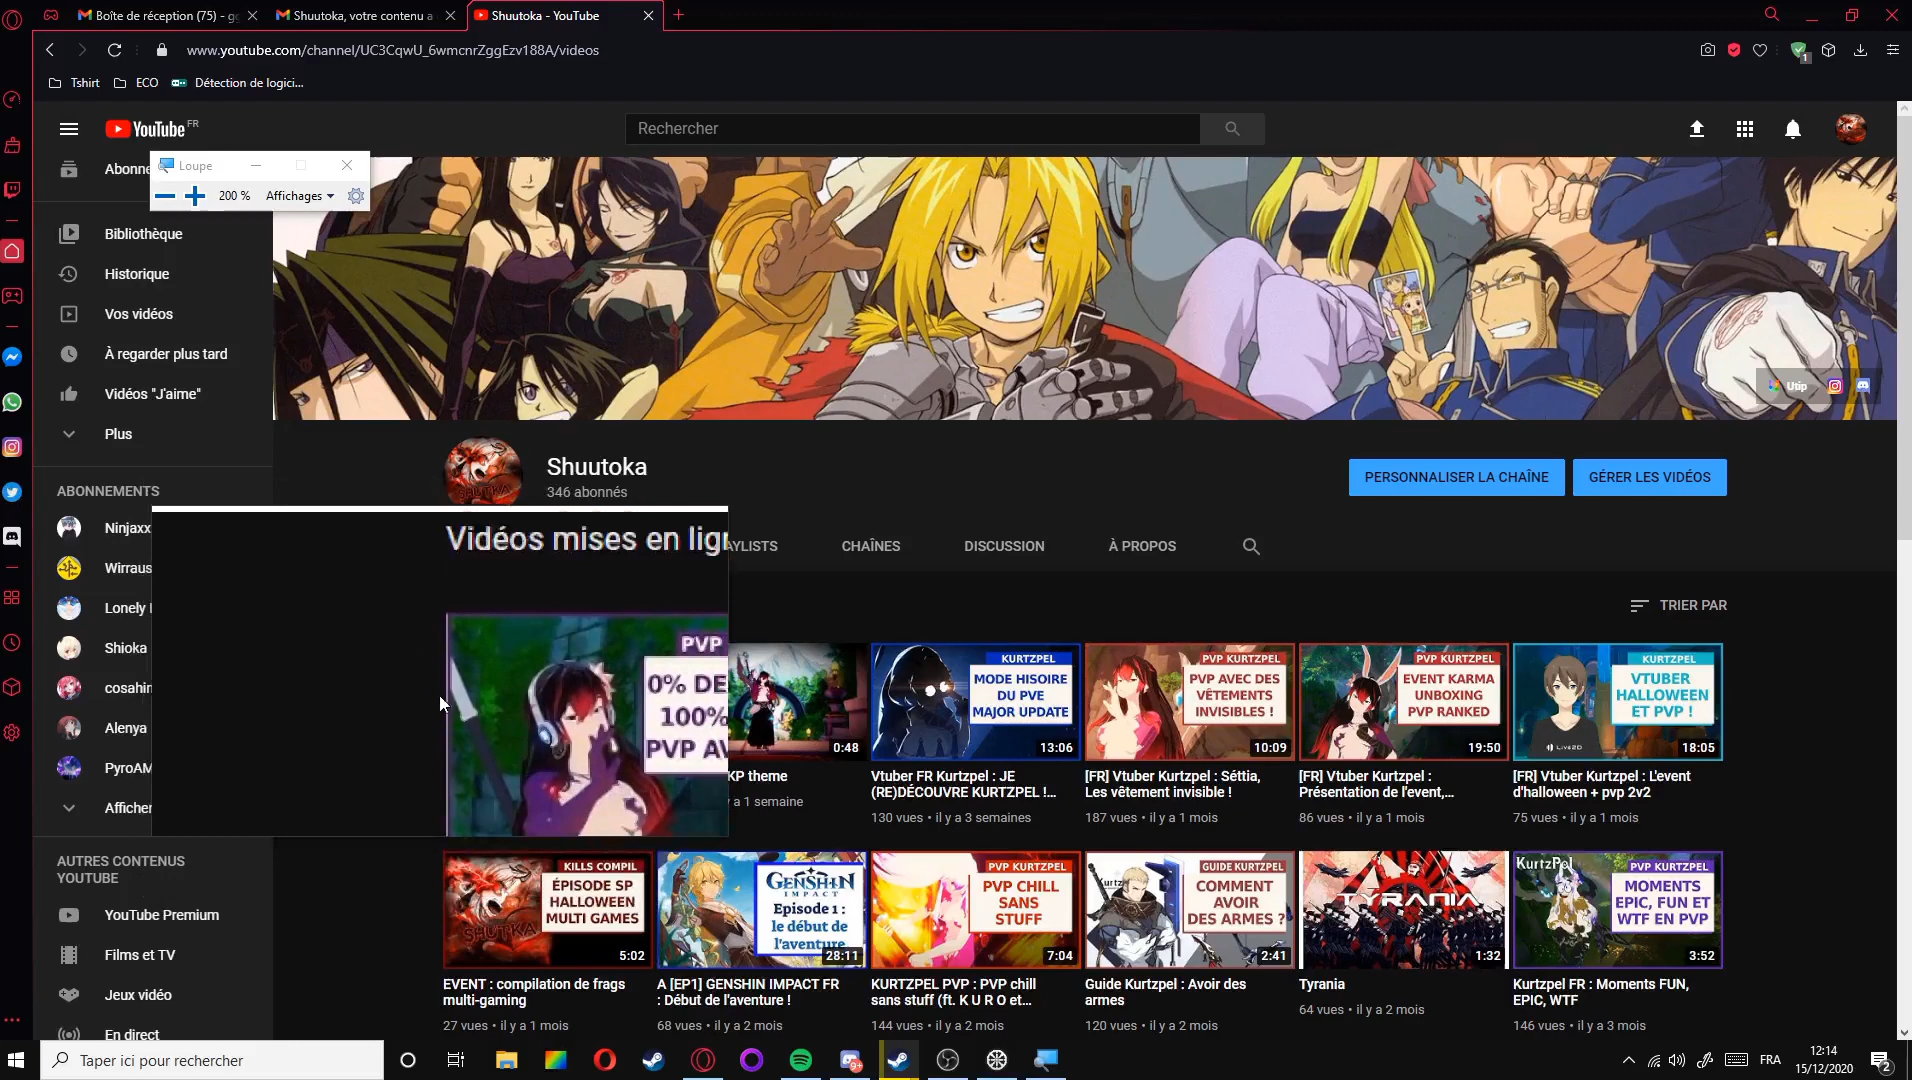 Boîte de réception (75) - g
Shuutoka, votre contenu a
Shuutoka - YouTube
www.youtube.com/channel/UC3CqwU_6wmcnrZggEzv188A/videos
Tshirt
ECO
Détection de logici...
1
YouTube FR
Rechercher
Abonne
Loupe
200 %
Affichages
Bibliothèque
Historique
Vos vidéos
À regarder plus tard
Vidéos "J'aime"
Plus
Utip
Shuutoka
346 abonnés
PERSONNALISER LA CHAÎNE
GÉRER LES VIDÉOS
ABONNEMENTS
Ninjaxx
Wirraus
Lonely
Shioka
cosahin
Alenya
PyroAM
Afficher
Vidéos mises en lign
AYLISTS
CHAÎNES
DISCUSSION
À PROPOS
TRIER PAR
PVP
0% DE
100%
PVP AV
0:48
KP theme
a 1 semaine
KURTZPEL
MODE HISOIRE
DU PVE
MAJOR UPDATE
13:06
Vtuber FR Kurtzpel : JE
(RE)DÉCOUVRE KURTZPEL !...
130 vues • il y a 3 semaines
PVP KURTZPEL
PVP AVEC DES
VÊTEMENTS
INVISIBLES !
10:09
[FR] Vtuber Kurtzpel : Séttia,
Les vêtement invisible !
187 vues • il y a 1 mois
PVP KURTZPEL
EVENT KARMA
UNBOXING
PVP RANKED
19:50
[FR] Vtuber Kurtzpel :
Présentation de l'event,...
86 vues • il y a 1 mois
KURTZPEL
VTUBER
HALLOWEEN
ET PVP !
LIVE2D
18:05
[FR] Vtuber Kurtzpel : L'event
d'halloween + pvp 2v2
75 vues • il y a 1 mois
AUTRES CONTENUS
YOUTUBE
YouTube Premium
Films et TV
Jeux vidéo
En direct
KILLS COMPIL
ÉPISODE SP
HALLOWEEN
MULTI GAMES
SHUTKA
5:02
EVENT : compilation de frags
multi-gaming
27 vues • il y a 1 mois
GENSHIN
IMPACT
Episode 1 :
le début de
l'aventure
28:11
A [EP1] GENSHIN IMPACT FR
: Début de l'aventure !
68 vues • il y a 2 mois
PVP KURTZPEL
PVP CHILL
SANS
STUFF
7:04
KURTZPEL PVP : PVP chill
sans stuff (ft. K U R O et...
144 vues • il y a 2 mois
GUIDE KURTZPEL
COMMENT
AVOIR
DES ARMES ?
2:41
Guide Kurtzpel : Avoir des
armes
120 vues • il y a 2 mois
TYRANIA
1:32
Tyrania
64 vues • il y a 2 mois
KurtzPel
PVP KURTZPEL
MOMENTS
EPIC, FUN ET
WTF EN PVP
3:52
Kurtzpel FR : Moments FUN,
EPIC, WTF
146 vues • il y a 3 mois
Taper ici pour rechercher
9+
FRA
12:14
15/12/2020
2